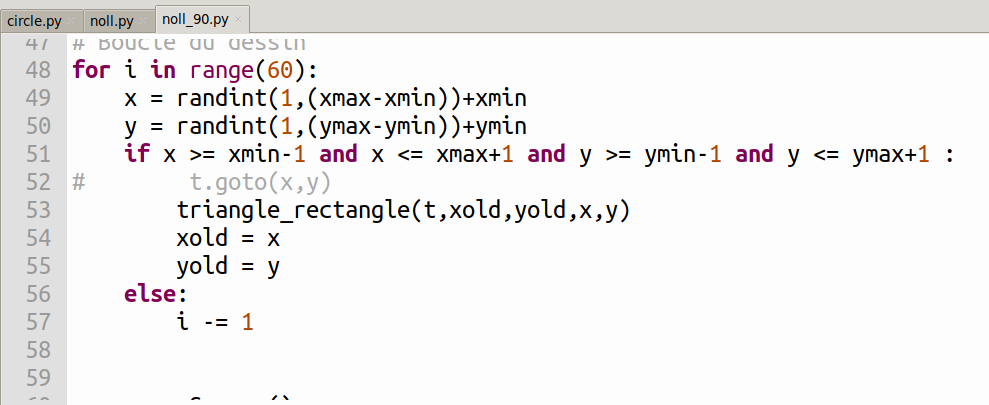 circle.py noll.py noll_90.py
47 # Boucle du dessin
48 for i in range(60):
49     x = randint(1,(xmax-xmin))+xmin
50     y = randint(1,(ymax-ymin))+ymin
51     if x >= xmin-1 and x <= xmax+1 and y >= ymin-1 and y <= ymax+1 :
52 #        t.goto(x,y)
53         triangle_rectangle(t,xold,yold,x,y)
54         xold = x
55         yold = y
56     else:
57         i -= 1
58
59
60